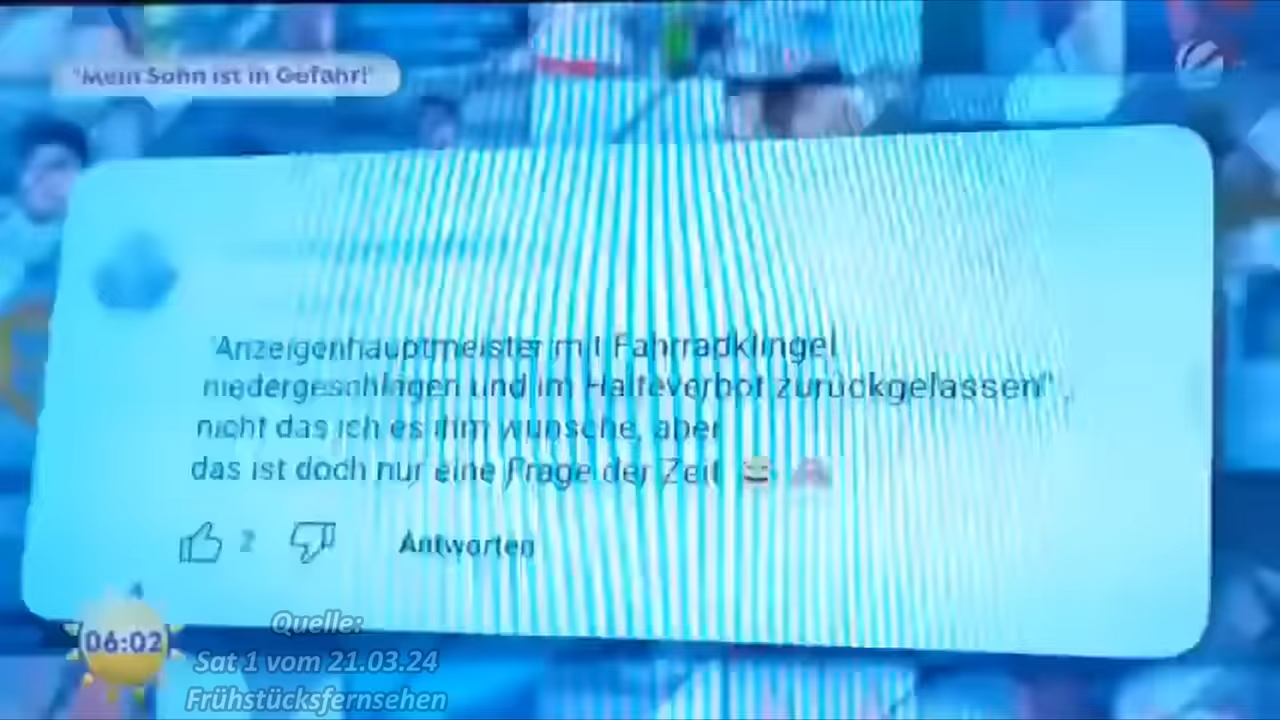 "Mein Sohn ist in Gefahr!"
"Anzeigenhauptmeister mit Fahrradklingel
niedergeschlagen und im Halteverbot zurückgelassen",
nicht das ich es ihm wünsche, aber
das ist doch nur eine Frage der Zeit 😄 🙈
2 Antworten
06:02
Quelle:
Sat 1 vom 21.03.24
Frühstücksfernsehen